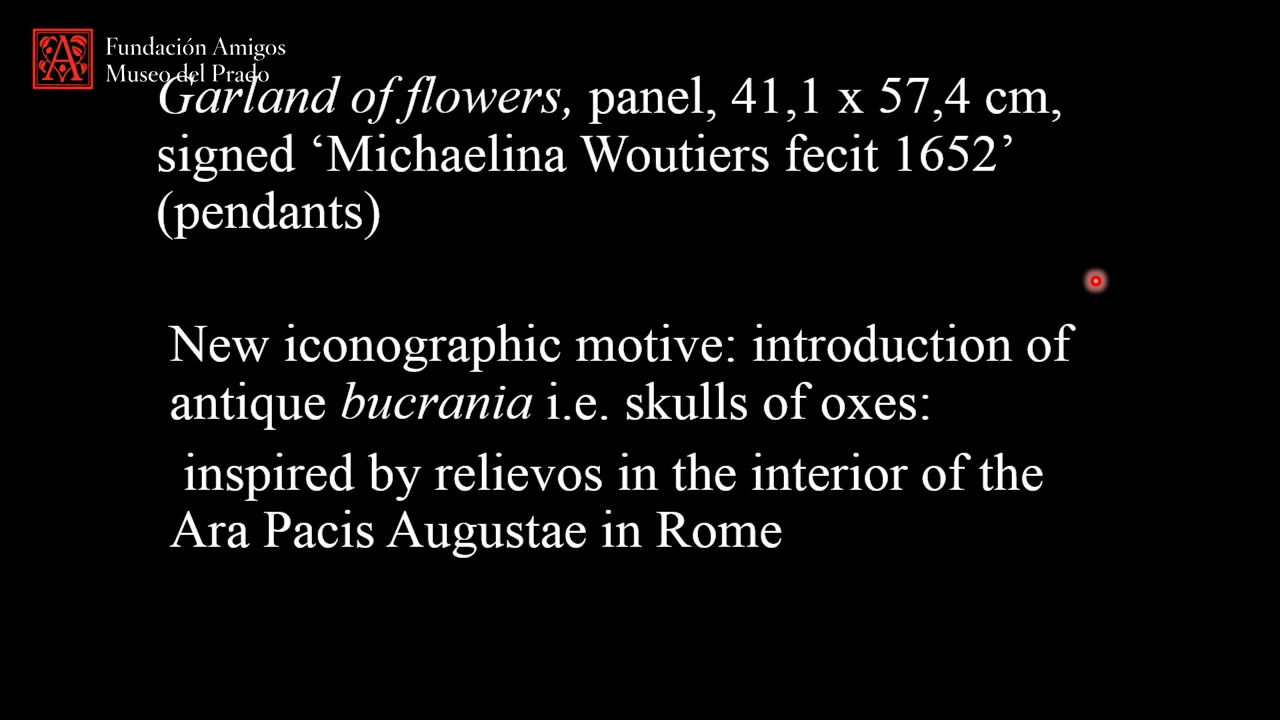 Fundación Amigos
Museo del Prado
Garland of flowers, panel, 41,1 x 57,4 cm,
signed ‘Michaelina Woutiers fecit 1652’
(pendants)
New iconographic motive: introduction of
antique bucrania i.e. skulls of oxes:
inspired by relievos in the interior of the
Ara Pacis Augustae in Rome